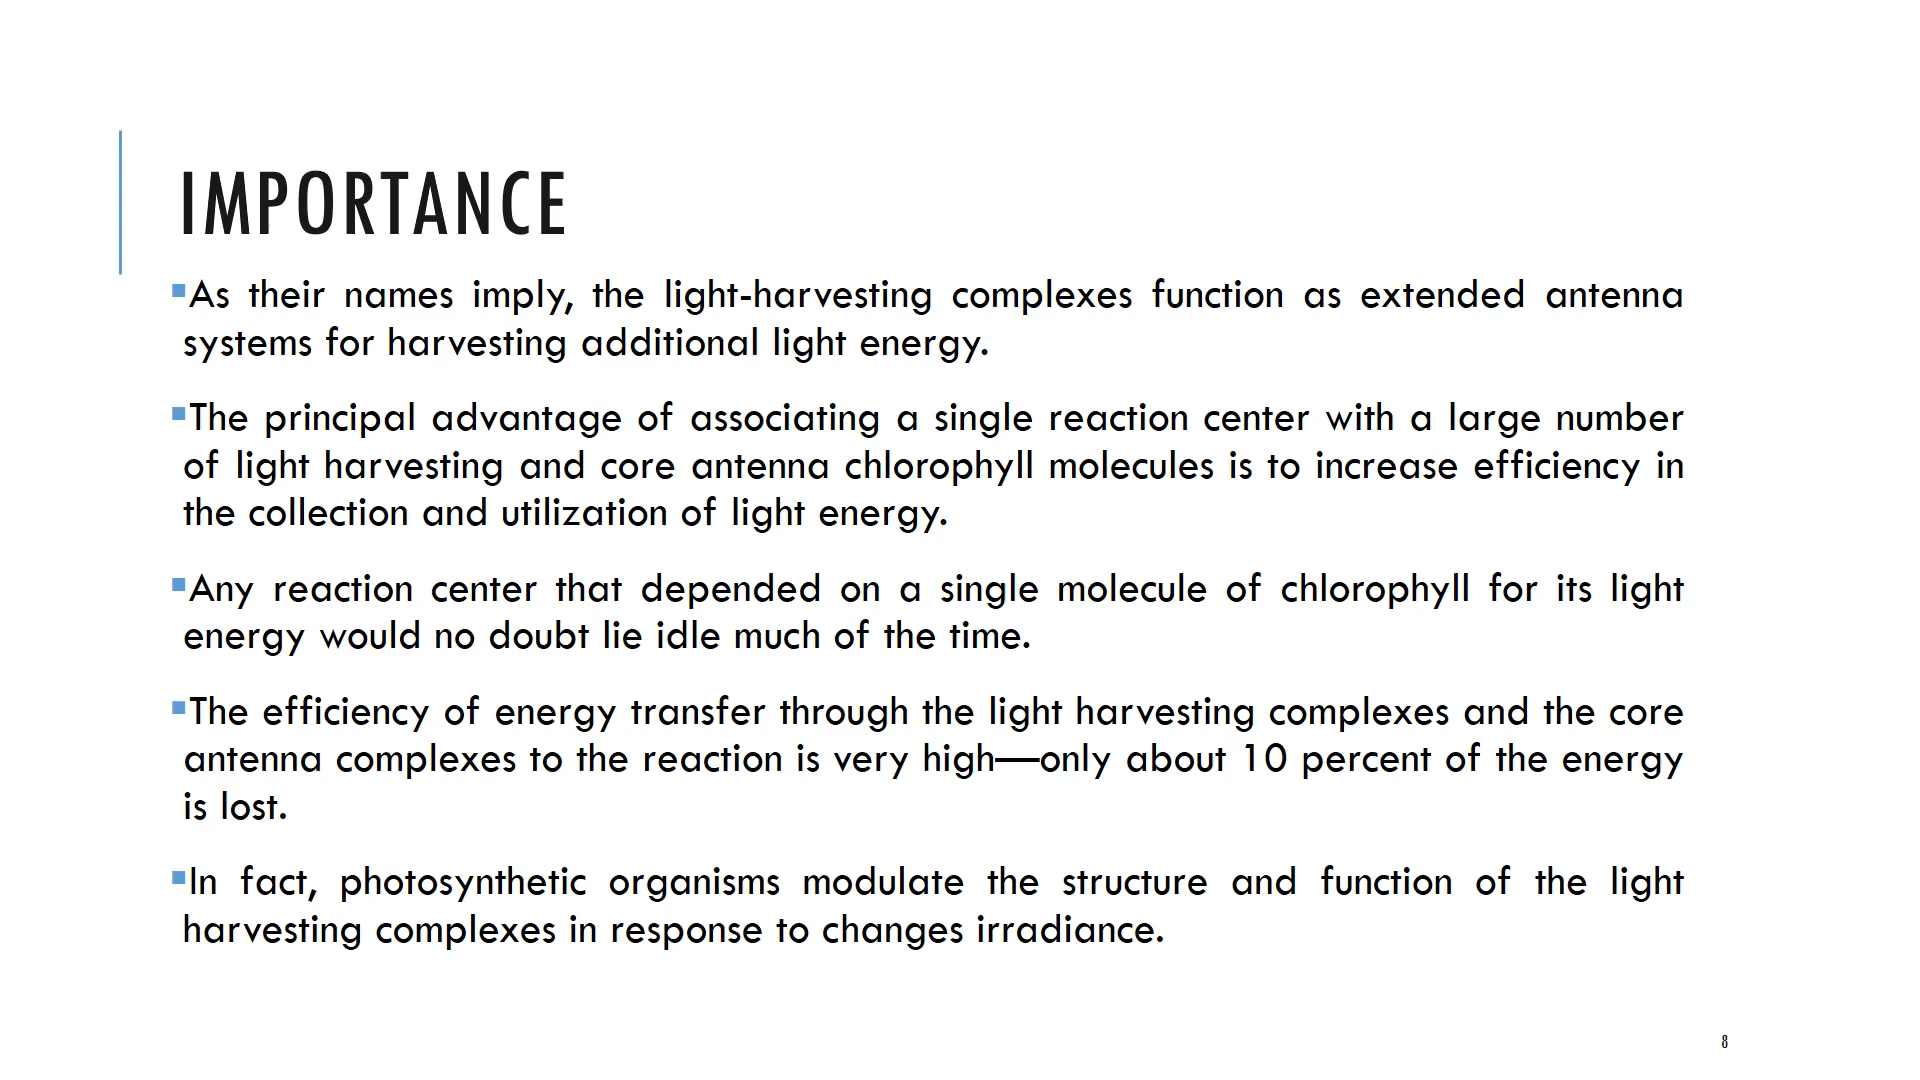 IMPORTANCE
▪As their names imply, the light-harvesting complexes function as extended antenna
systems for harvesting additional light energy.
▪The principal advantage of associating a single reaction center with a large number
of light harvesting and core antenna chlorophyll molecules is to increase efficiency in
the collection and utilization of light energy.
▪Any reaction center that depended on a single molecule of chlorophyll for its light
energy would no doubt lie idle much of the time.
▪The efficiency of energy transfer through the light harvesting complexes and the core
antenna complexes to the reaction is very high—only about 10 percent of the energy
is lost.
▪In fact, photosynthetic organisms modulate the structure and function of the light
harvesting complexes in response to changes irradiance.
8